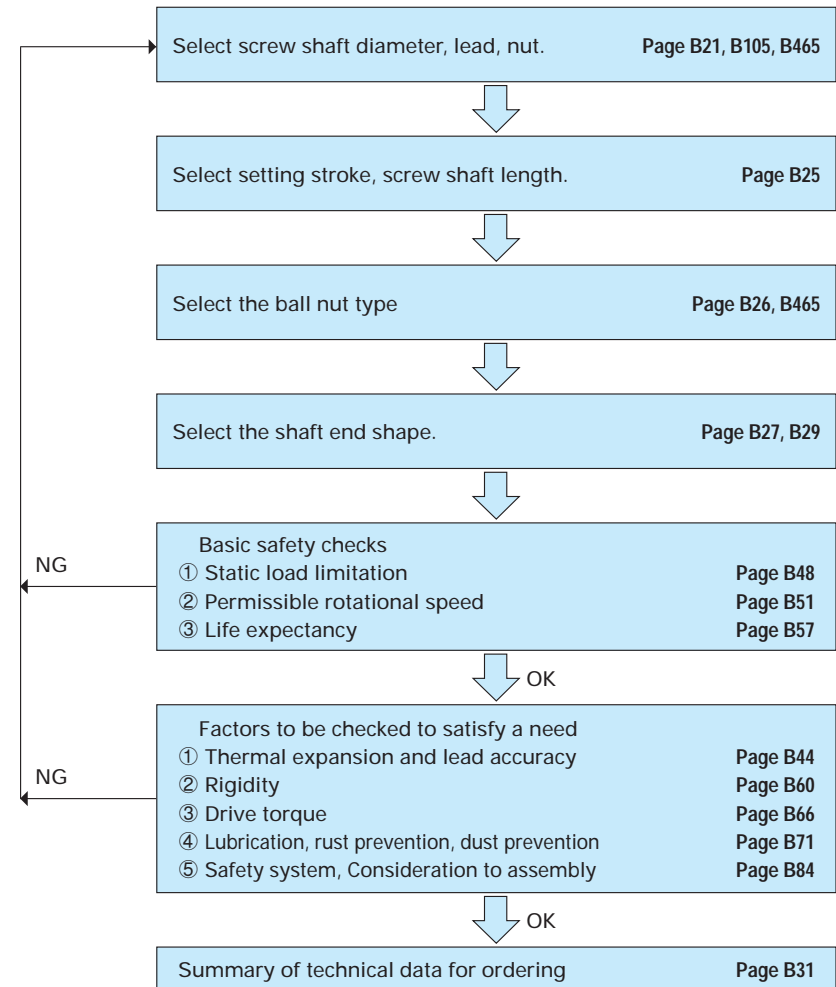 Select screw shaft diameter, lead, nut. Page B21, B105, B465
Select setting stroke, screw shaft length. Page B25
Select the ball nut type Page B26, B465
Select the shaft end shape. Page B27, B29
Basic safety checks
① Static load limitation Page B48
② Permissible rotational speed Page B51
③ Life expectancy Page B57
NG
OK
Factors to be checked to satisfy a need
① Thermal expansion and lead accuracy Page B44
② Rigidity Page B60
③ Drive torque Page B66
④ Lubrication, rust prevention, dust prevention Page B71
⑤ Safety system, Consideration to assembly Page B84
NG
OK
Summary of technical data for ordering Page B31